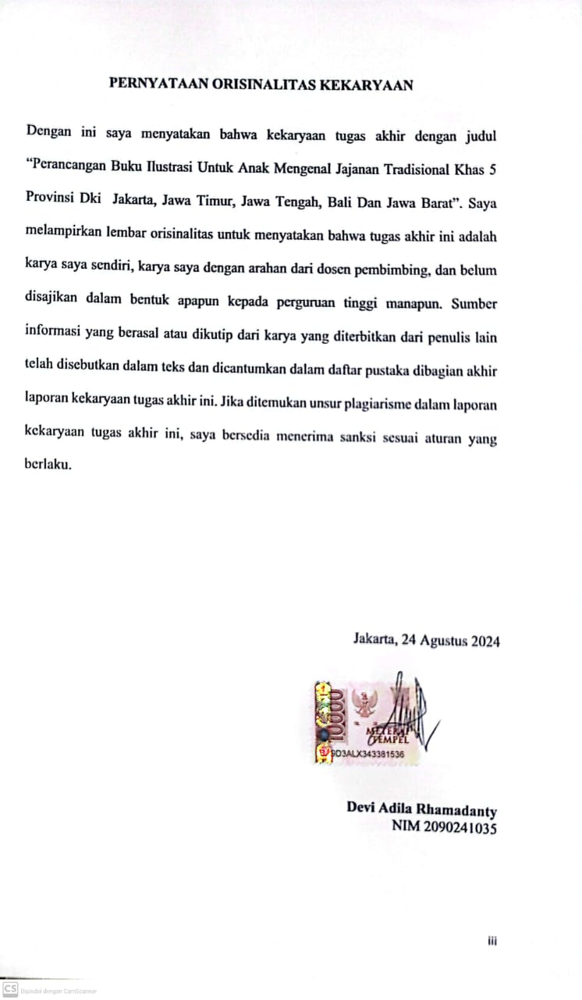 PERNYATAAN ORISINALITAS KEKARYAAN
Dengan ini saya menyatakan bahwa kekaryaan tugas akhir dengan judul
“Perancangan Buku Ilustrasi Untuk Anak Mengenal Jajanan Tradisional Khas 5
Provinsi Dki Jakarta, Jawa Timur, Jawa Tengah, Bali Dan Jawa Barat”. Saya
melampirkan lembar orisinalitas untuk menyatakan bahwa tugas akhir ini adalah
karya saya sendiri, karya saya dengan arahan dari dosen pembimbing, dan belum
disajikan dalam bentuk apapun kepada perguruan tinggi manapun. Sumber
informasi yang berasal atau dikutip dari karya yang diterbitkan dari penulis lain
telah disebutkan dalam teks dan dicantumkan dalam daftar pustaka dibagian akhir
laporan kekaryaan tugas akhir ini. Jika ditemukan unsur plagiarisme dalam laporan
kekaryaan tugas akhir ini, saya bersedia menerima sanksi sesuai aturan yang
berlaku.
Jakarta, 24 Agustus 2024
10000
TEMPEL
Devi Adila Rhamadanty
NIM 2090241035
iii
CS Dipindai dengan CamScanner